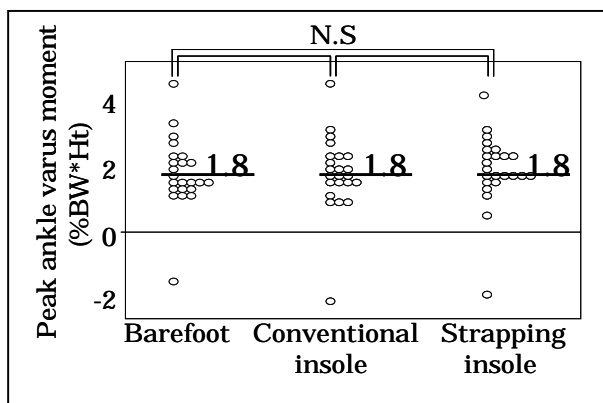 N.S
Peak ankle varus moment
(%BW*Ht)
4
2
0
-2
1.8
1.8
1.8
Barefoot
Conventional
insole
Strapping
insole